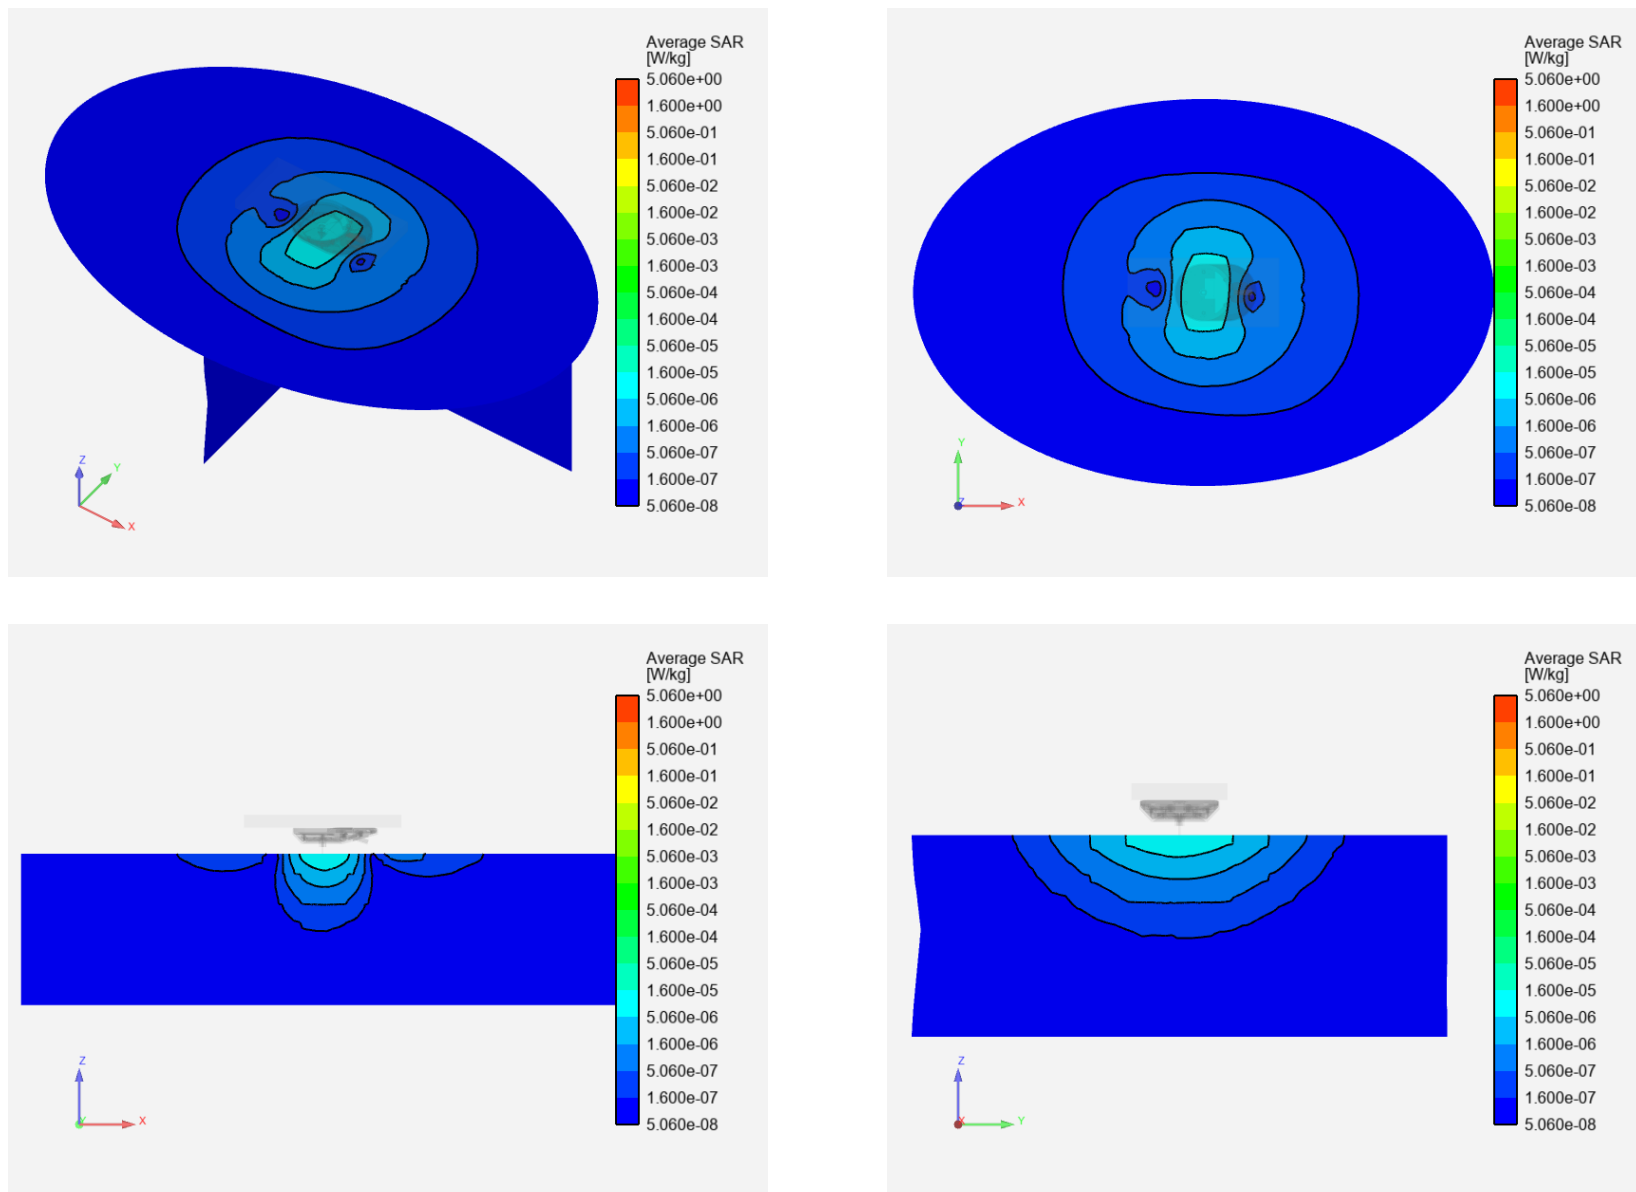 Average SAR
[W/kg]
5.060e+00
1.600e+00
5.060e-01
1.600e-01
5.060e-02
1.600e-02
5.060e-03
1.600e-03
5.060e-04
1.600e-04
5.060e-05
1.600e-05
5.060e-06
1.600e-06
5.060e-07
1.600e-07
5.060e-08
Z
Y
X
Average SAR
[W/kg]
5.060e+00
1.600e+00
5.060e-01
1.600e-01
5.060e-02
1.600e-02
5.060e-03
1.600e-03
5.060e-04
1.600e-04
5.060e-05
1.600e-05
5.060e-06
1.600e-06
5.060e-07
1.600e-07
5.060e-08
Y
Z
X
Average SAR
[W/kg]
5.060e+00
1.600e+00
5.060e-01
1.600e-01
5.060e-02
1.600e-02
5.060e-03
1.600e-03
5.060e-04
1.600e-04
5.060e-05
1.600e-05
5.060e-06
1.600e-06
5.060e-07
1.600e-07
5.060e-08
Z
Y
X
Average SAR
[W/kg]
5.060e+00
1.600e+00
5.060e-01
1.600e-01
5.060e-02
1.600e-02
5.060e-03
1.600e-03
5.060e-04
1.600e-04
5.060e-05
1.600e-05
5.060e-06
1.600e-06
5.060e-07
1.600e-07
5.060e-08
Z
X
Y